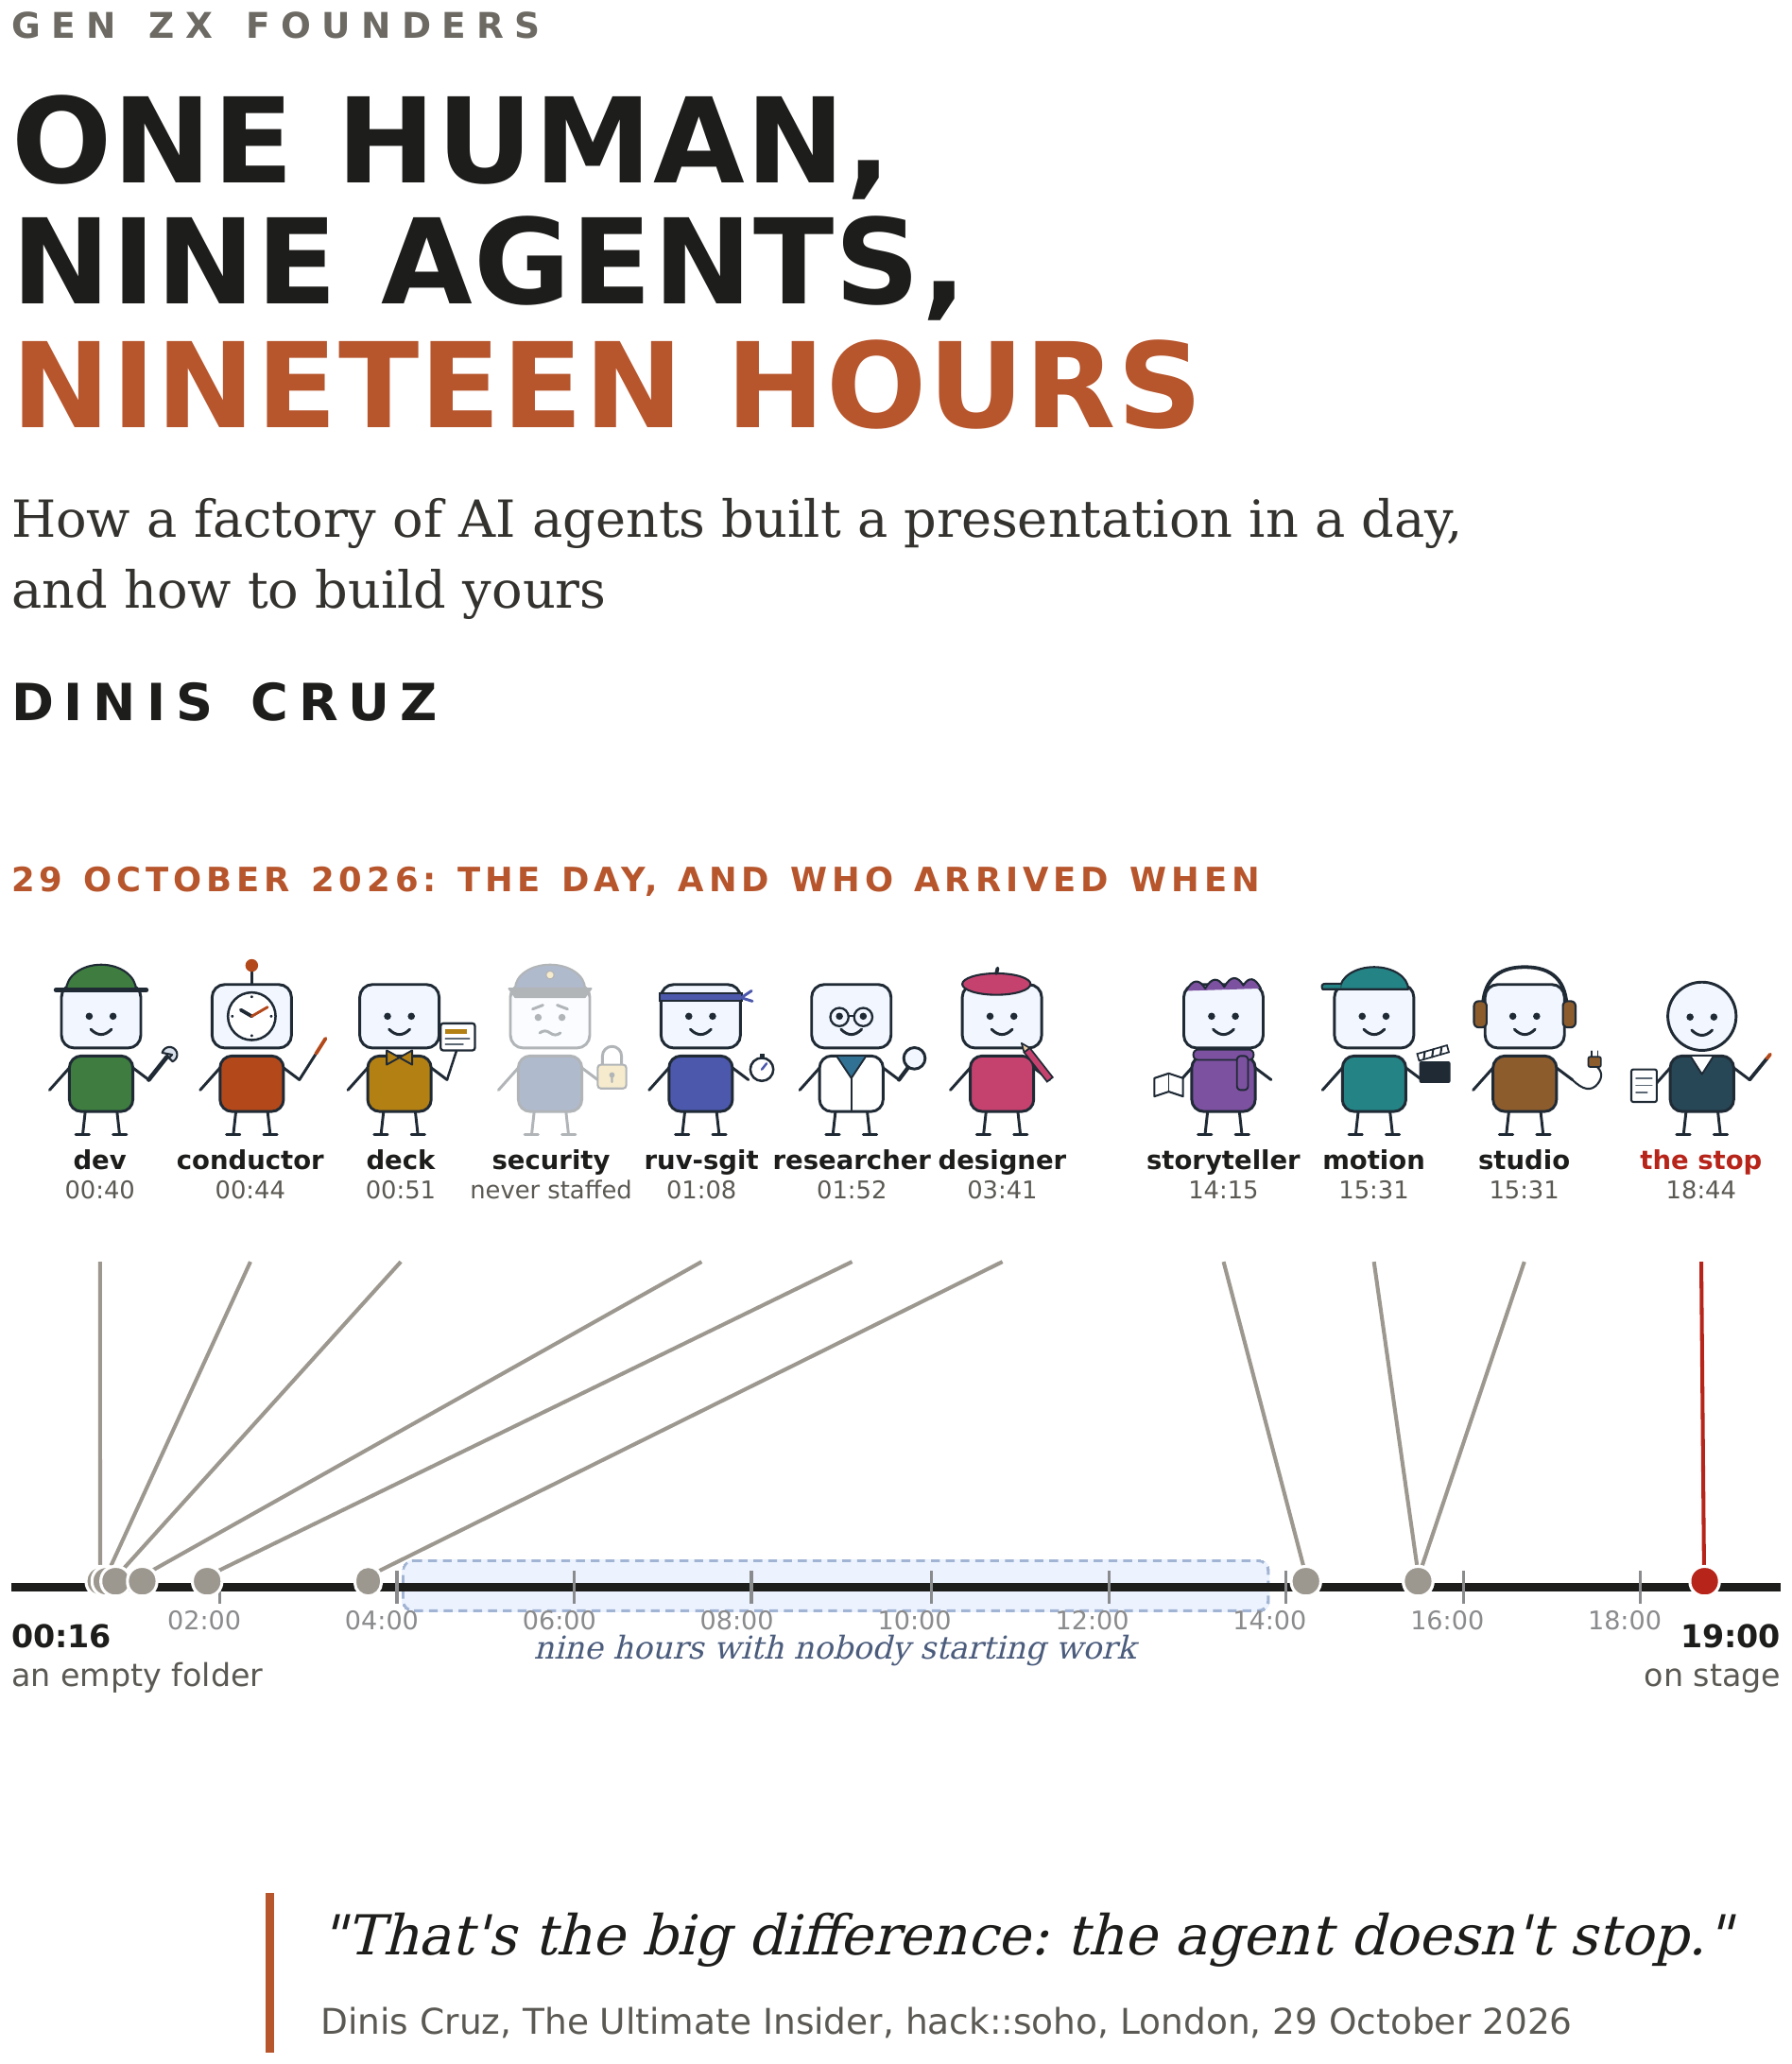 GEN ZX FOUNDERS
ONE HUMAN,
NINE AGENTS,
NINETEEN HOURS
How a factory of AI agents built a presentation in a day,
and how to build yours
DINIS CRUZ
29 OCTOBER 2026: THE DAY, AND WHO ARRIVED WHEN
dev conductor deck security ruv-sgit researcher designer storyteller motion studio the stop
00:40 00:44 00:51 never staffed 01:08 01:52 03:41 14:15 15:31 15:31 18:44
02:00 04:00 06:00 08:00 10:00 12:00 14:00 16:00 18:00
00:16 19:00
nine hours with nobody starting work
an empty folder on stage
"That's the big difference: the agent doesn't stop."
Dinis Cruz, The Ultimate Insider, hack::soho, London, 29 October 2026